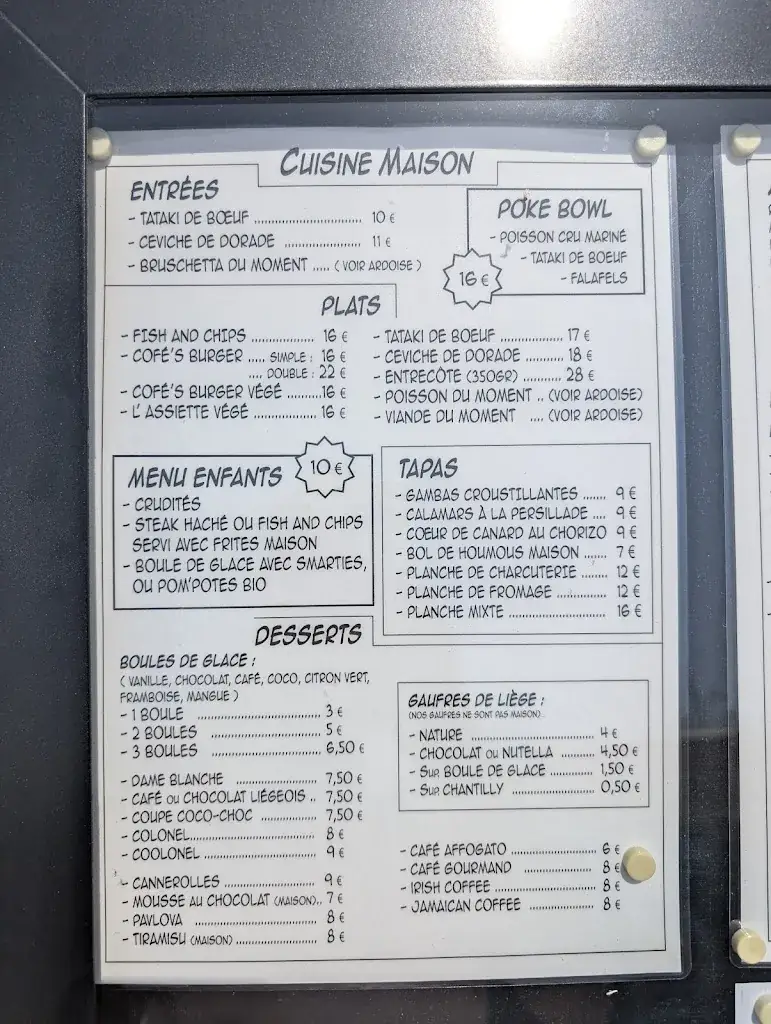 CUISINE MAISON
ENTRÉES
- TATAKI DE BŒUF ................................ 10 €
- CEVICHE DE DORADE ...................... 11 €
- BRUSCHETTA DU MOMENT ..... ( VOIR ARDOISE )
POKE BOWL
- POISSON CRU MARINÉ
- TATAKI DE BOEUF
- FALAFELS
16 €
PLATS
- FISH AND CHIPS .................. 16 €
- COFÉ'S BURGER ..... SIMPLE : 16 €
.... DOUBLE : 22 €
- COFÉ'S BURGER VÉGÉ ..........16 €
- L' ASSIETTE VÉGÉ .................. 16 €
- TATAKI DE BOEUF .................. 17 €
- CEVICHE DE DORADE ........... 18 €
- ENTRECÔTE (350GR) ........... 28 €
- POISSON DU MOMENT .. (VOIR ARDOISE)
- VIANDE DU MOMENT .... (VOIR ARDOISE)
MENU ENFANTS
10 €
- CRUDITÉS
- STEAK HACHÉ OU FISH AND CHIPS
SERVI AVEC FRITES MAISON
- BOULE DE GLACE AVEC SMARTIES,
OU POM'POTES BIO
TAPAS
- GAMBAS CROUSTILLANTES ....... 9 €
- CALAMARS À LA PERSILLADE .... 9 €
- CŒUR DE CANARD AU CHORIZO 9 €
- BOL DE HOUMOUS MAISON ....... 7 €
- PLANCHE DE CHARCUTERIE ........ 12 €
- PLANCHE DE FROMAGE ............... 12 €
- PLANCHE MIXTE ............................. 16 €
DESSERTS
BOULES DE GLACE :
( VANILLE, CHOCOLAT, CAFÉ, COCO, CITRON VERT,
FRAMBOISE, MANGUE )
- 1 BOULE .................................... 3 €
- 2 BOULES ................................ 5 €
- 3 BOULES ................................ 6,50 €
- DAME BLANCHE ........................ 7,50 €
- CAFÉ OU CHOCOLAT LIÉGEOIS .. 7,50 €
- COUPE COCO-CHOC ................ 7,50 €
- COLONEL.................................... 8 €
- COOLONEL................................ 9 €
- CANNEROLLES .......................... 9 €
- MOUSSE AU CHOCOLAT (MAISON).. 7 €
- PAVLOVA .................................. 8 €
- TIRAMISU (MAISON) ....................... 8 €
GAUFRES DE LIÈGE :
(NOS GAUFRES NE SONT PAS MAISON)
- NATURE .................................... 4 €
- CHOCOLAT OU NUTELLA ........... 4,50 €
- SUP. BOULE DE GLACE ............. 1,50 €
- SUP. CHANTILLY ........................ 0,50 €
- CAFÉ AFFOGATO ........................ 6 €
- CAFÉ GOURMAND .................... 8 €
- IRISH COFFEE ............................ 8 €
- JAMAICAN COFFEE .................. 8 €